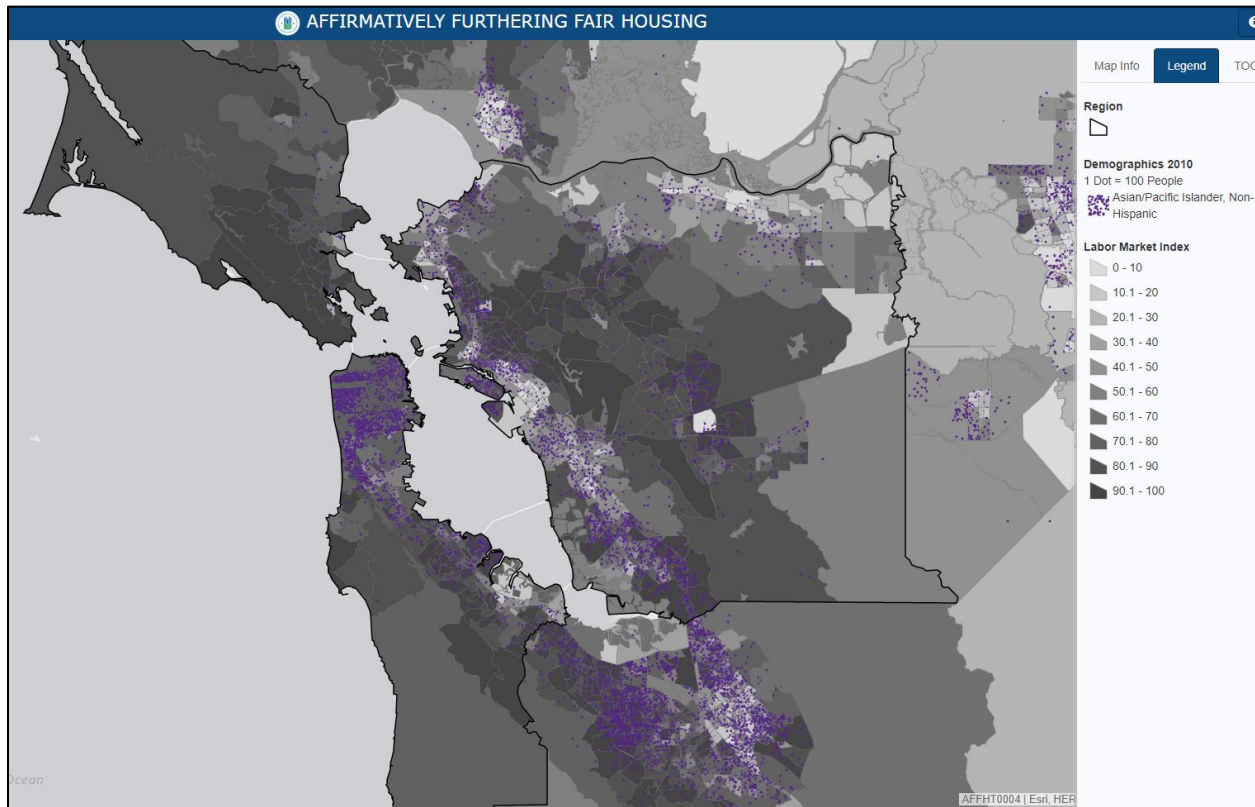 AFFIRMATIVELY FURTHERING FAIR HOUSING
Map Info
Legend
TOC
Region
Demographics 2010
1 Dot = 100 People
Asian/Pacific Islander, Non-
Hispanic
Labor Market Index
0 - 10
10.1 - 20
20.1 - 30
30.1 - 40
40.1 - 50
50.1 - 60
60.1 - 70
70.1 - 80
80.1 - 90
90.1 - 100
Ocean
AFFHT0004 | Esri, HER